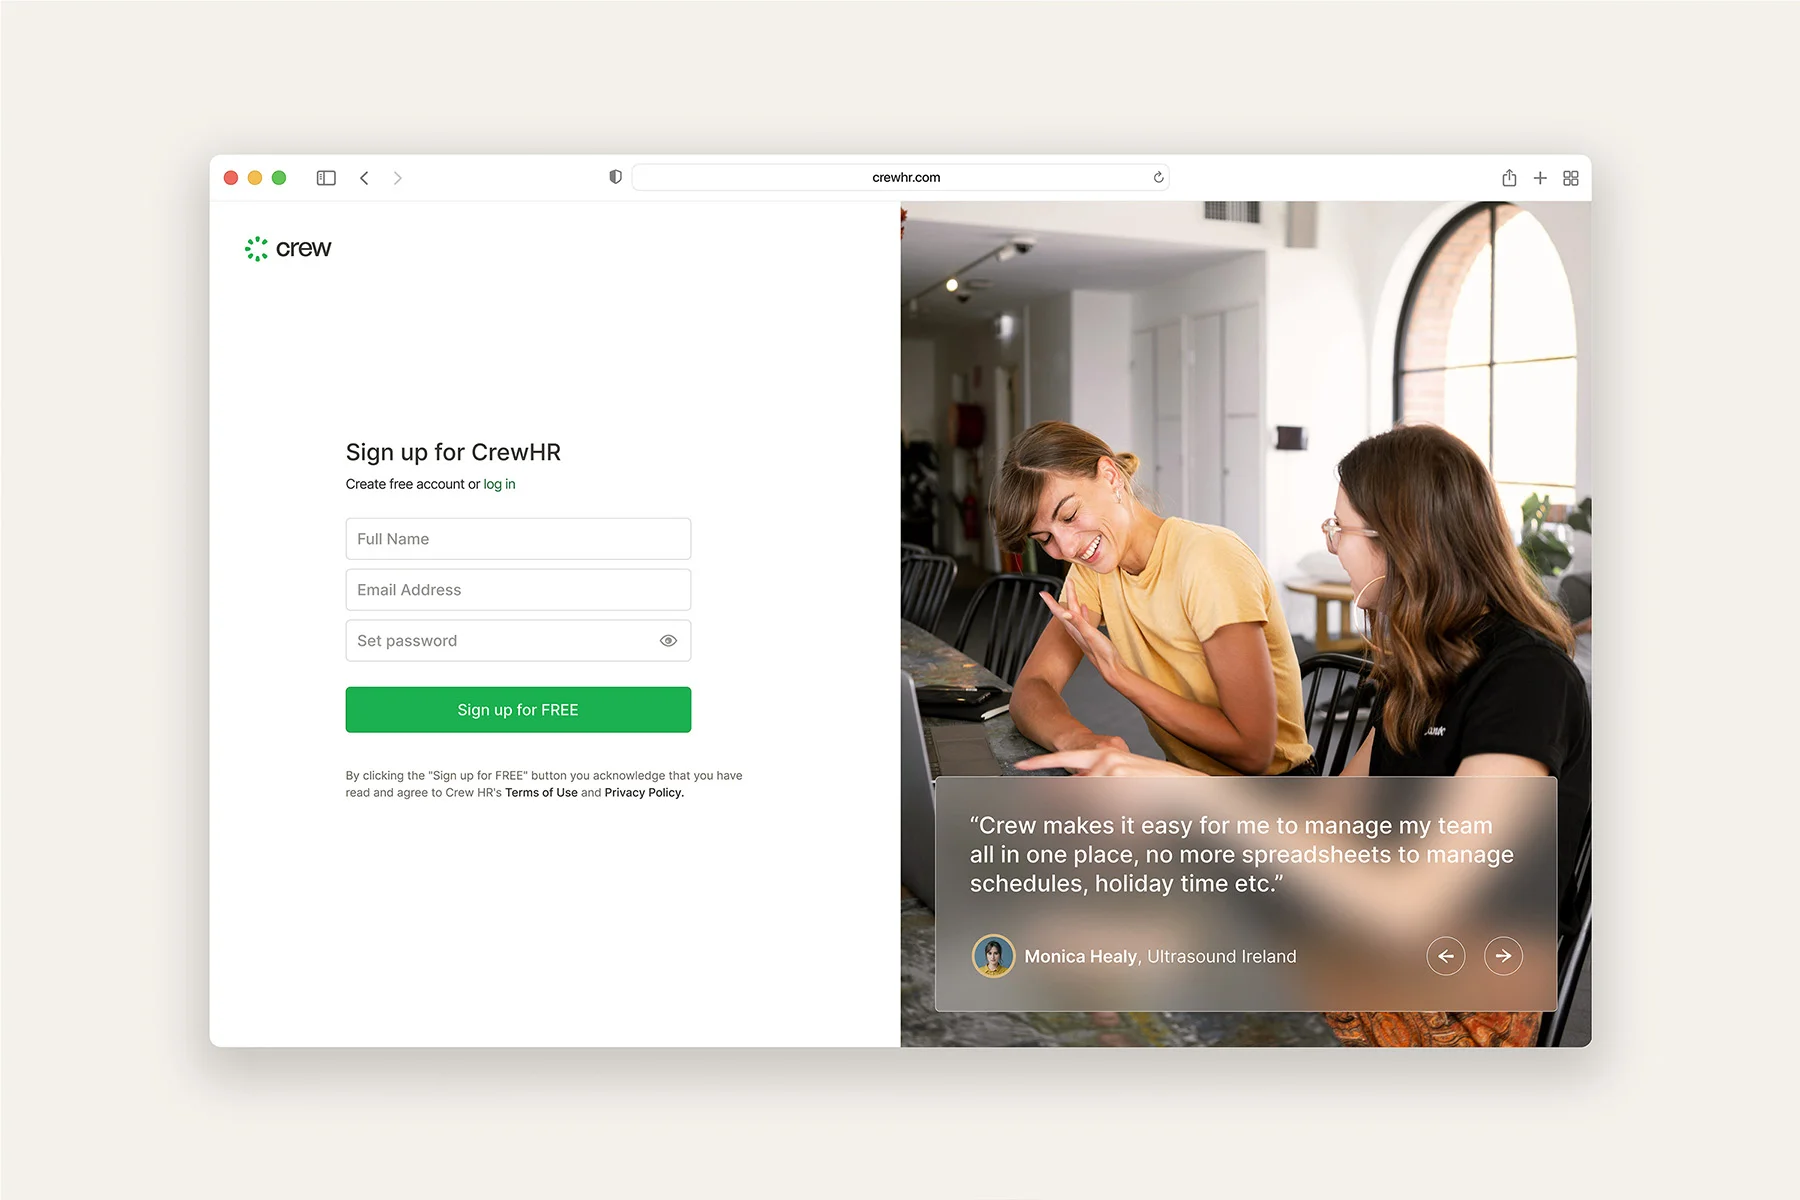 crewhr.com
crew
Sign up for CrewHR
Create free account or log in
Full Name
Email Address
Set password
Sign up for FREE
By clicking the "Sign up for FREE" button you acknowledge that you have
read and agree to Crew HR's Terms of Use and Privacy Policy.
“Crew makes it easy for me to manage my team
all in one place, no more spreadsheets to manage
schedules, holiday time etc.”
Monica Healy, Ultrasound Ireland